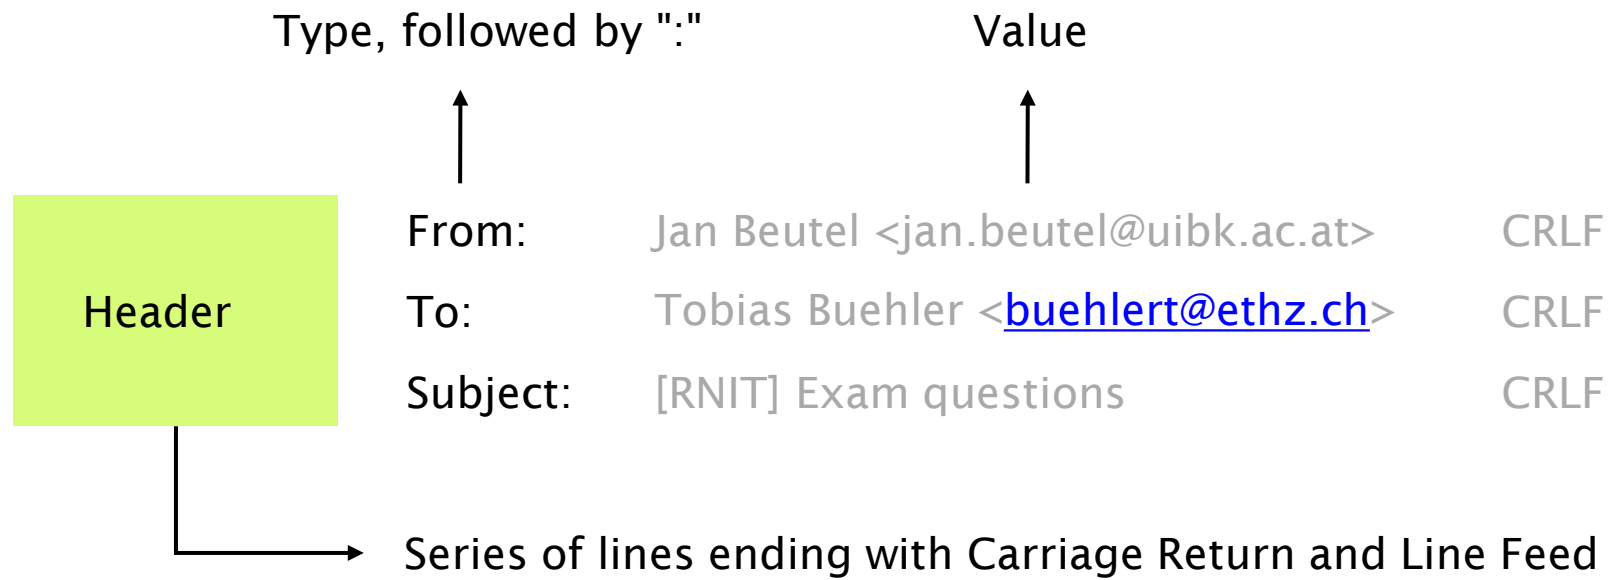 Type, followed by ":" Value
From: Jan Beutel <jan.beutel@uibk.ac.at> CRLF
Header To: Tobias Buehler <buehlert@ethz.ch> CRLF
Subject: [RNIT] Exam questions CRLF
Series of lines ending with Carriage Return and Line Feed